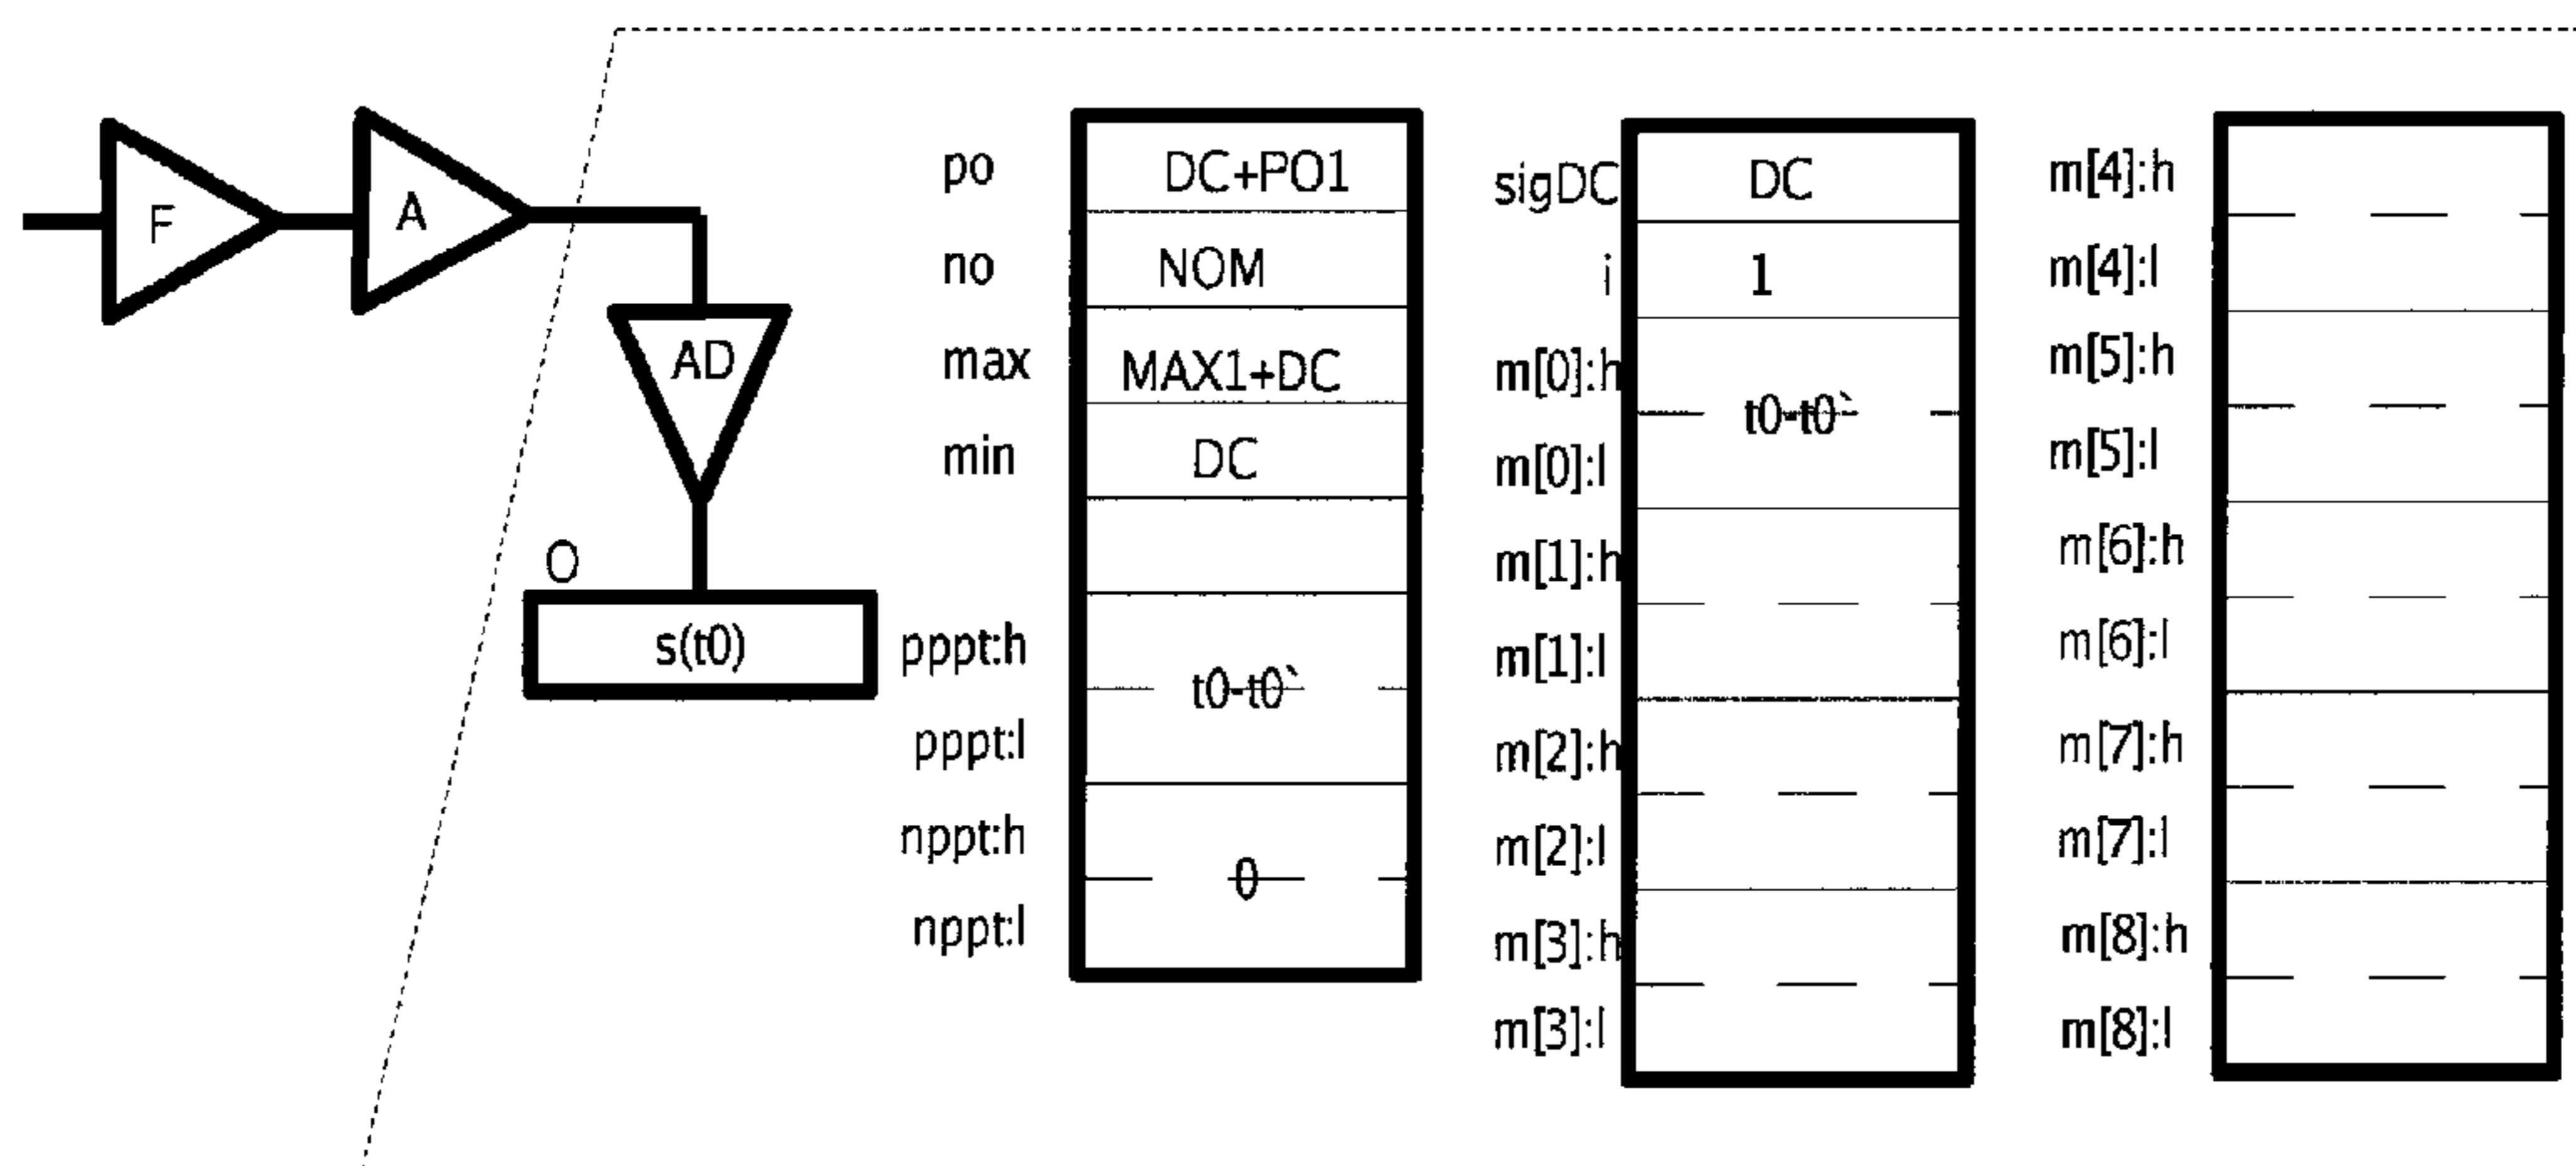 F
A
AD
O
s(t0)
po DC+PO1
no NOM
max MAX1+DC
min DC
pppt:h
t0-t0`
pppt:l
nppt:h
0
nppt:l
sigDC DC
i 1
m[0]:h
t0-t0`
m[0]:l
m[1]:h
m[1]:l
m[2]:h
m[2]:l
m[3]:h
m[3]:l
m[4]:h
m[4]:l
m[5]:h
m[5]:l
m[6]:h
m[6]:l
m[7]:h
m[7]:l
m[8]:h
m[8]:l